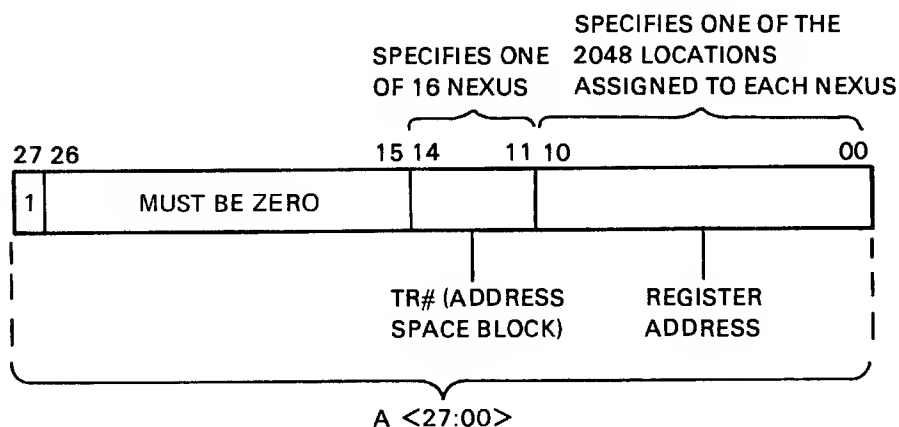 SPECIFIES ONE OF THE
SPECIFIES ONE 2048 LOCATIONS
OF 16 NEXUS ASSIGNED TO EACH NEXUS
27 26 15 14 11 10 00
1 MUST BE ZERO
TR# (ADDRESS REGISTER
SPACE BLOCK) ADDRESS
A <27:00>